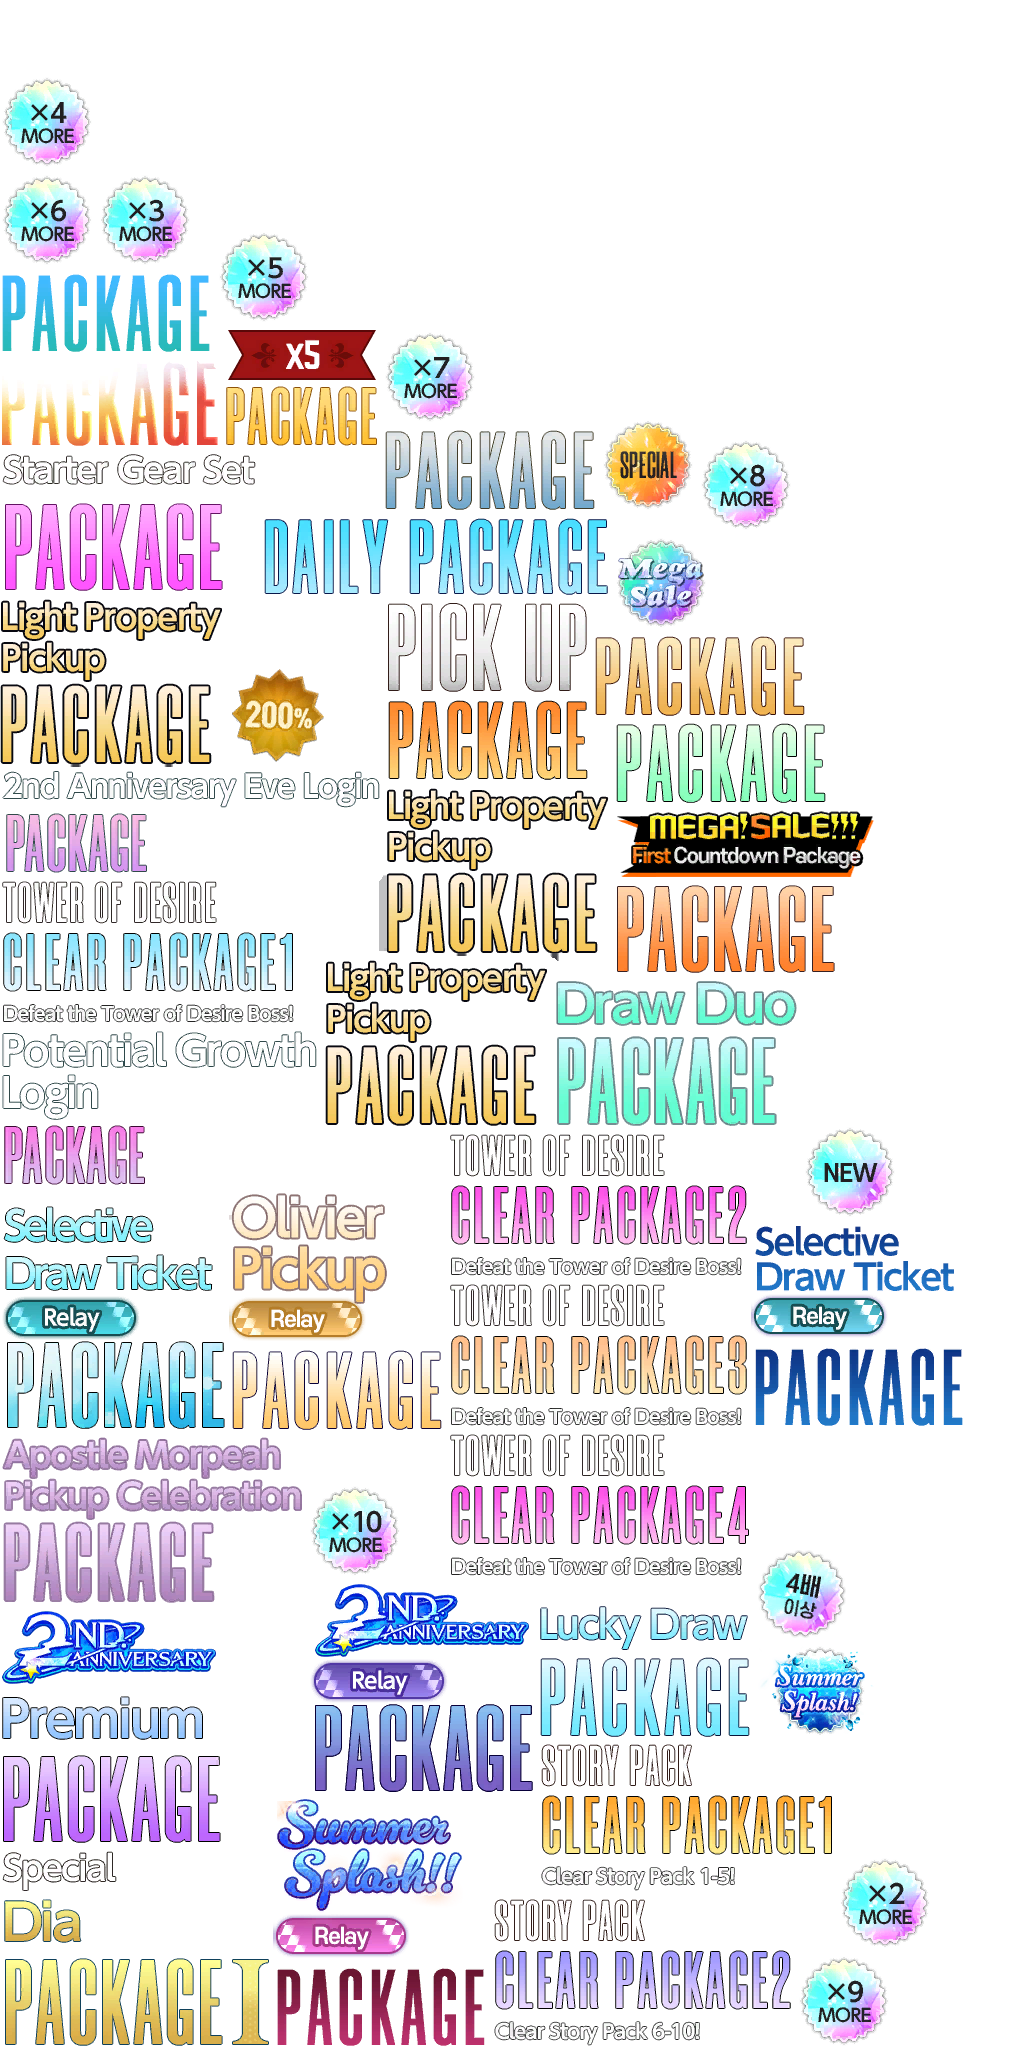 ×4
MORE
×6
MORE
×3
MORE
×5
MORE
PACKAGE
X5
×7
MORE
PACKAGE
PACKAGE
Starter Gear Set
PACKAGE
SPECIAL
×8
MORE
PACKAGE
DAILY PACKAGE
Mega
Sale
Light Property
Pickup
PACKAGE
200%
PICK UP
PACKAGE
PACKAGE
PACKAGE
2nd Anniversary Eve Login
PACKAGE
Light Property
Pickup
PACKAGE
MEGA!SALE!!!
First Countdown Package
PACKAGE
TOWER OF DESIRE
CLEAR PACKAGE1
Defeat the Tower of Desire Boss!
Light Property
Pickup
PACKAGE
Draw Duo
PACKAGE
Potential Growth
Login
PACKAGE
TOWER OF DESIRE
CLEAR PACKAGE2
Defeat the Tower of Desire Boss!
NEW
Selective
Draw Ticket
Relay
PACKAGE
Olivier
Pickup
Relay
PACKAGE
TOWER OF DESIRE
CLEAR PACKAGE3
Defeat the Tower of Desire Boss!
Selective
Draw Ticket
Relay
PACKAGE
TOWER OF DESIRE
CLEAR PACKAGE4
Defeat the Tower of Desire Boss!
Apostle Morpeah
Pickup Celebration
PACKAGE
×10
MORE
4배
이상
2ND
ANNIVERSARY
Premium
PACKAGE
2ND
ANNIVERSARY
Relay
PACKAGE
Lucky Draw
PACKAGE
Summer
Splash!
STORY PACK
CLEAR PACKAGE1
Clear Story Pack 1-5!
Special
Dia
PACKAGE I
Summer
Splash!!
Relay
PACKAGE
STORY PACK
CLEAR PACKAGE2
Clear Story Pack 6-10!
×2
MORE
×9
MORE